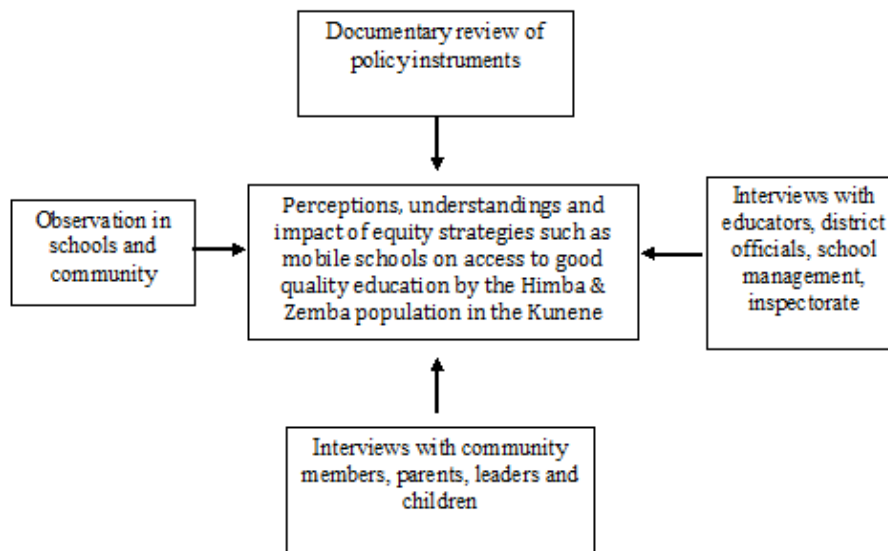 Documentary review of
policy instruments
Observation in
schools and
community
Perceptions, understandings and
impact of equity strategies such as
mobile schools on access to good
quality education by the Himba &
Zemba population in the Kunene
Interviews with
educators, district
officials, school
management,
inspectorate
Interviews with community
members, parents, leaders and
children